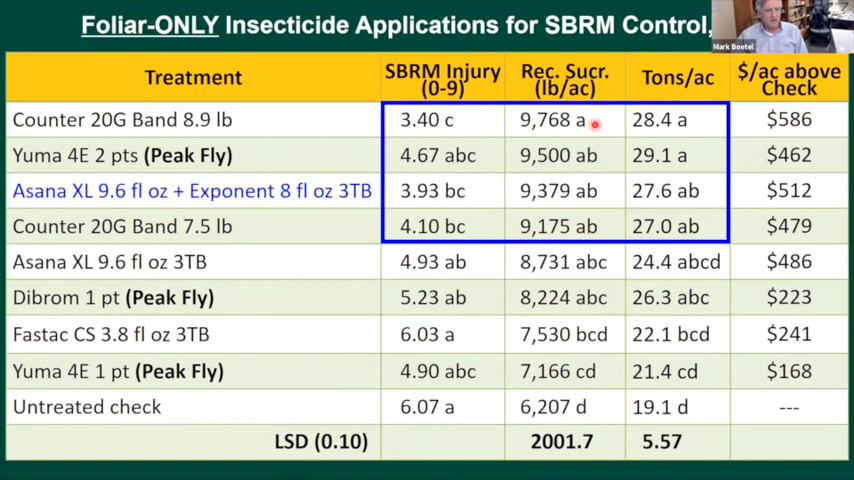 Foliar-ONLY Insecticide Applications for SBRM Control,
Mark Boetel
Treatment SBRM Injury (0-9) Rec. Sucr. (lb/ac) Tons/ac $/ac above Check
Counter 20G Band 8.9 lb 3.40 c 9,768 a 28.4 a $586
Yuma 4E 2 pts (Peak Fly) 4.67 abc 9,500 ab 29.1 a $462
Asana XL 9.6 fl oz + Exponent 8 fl oz 3TB 3.93 bc 9,379 ab 27.6 ab $512
Counter 20G Band 7.5 lb 4.10 bc 9,175 ab 27.0 ab $479
Asana XL 9.6 fl oz 3TB 4.93 ab 8,731 abc 24.4 abcd $486
Dibrom 1 pt (Peak Fly) 5.23 ab 8,224 abc 26.3 abc $223
Fastac CS 3.8 fl oz 3TB 6.03 a 7,530 bcd 22.1 bcd $241
Yuma 4E 1 pt (Peak Fly) 4.90 abc 7,166 cd 21.4 cd $168
Untreated check 6.07 a 6,207 d 19.1 d ---
LSD (0.10) 2001.7 5.57